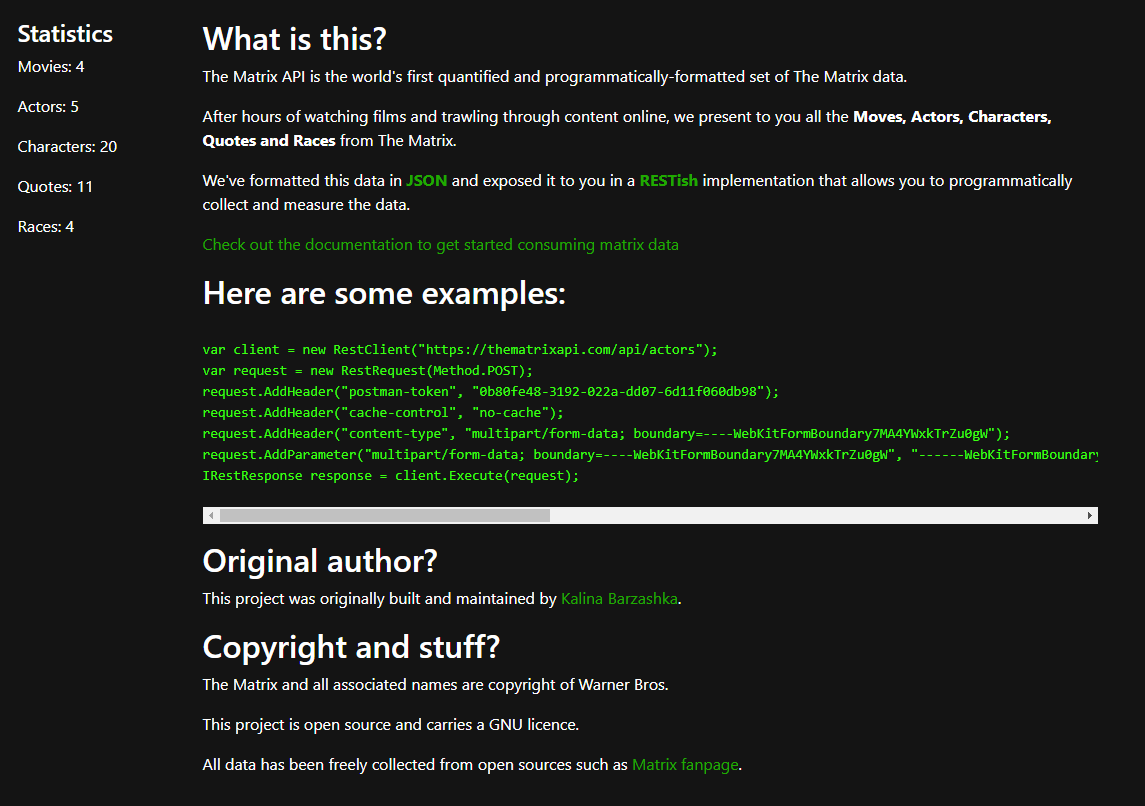 Statistics
Movies: 4
Actors: 5
Characters: 20
Quotes: 11
Races: 4
What is this?
The Matrix API is the world's first quantified and programmatically-formatted set of The Matrix data.
After hours of watching films and trawling through content online, we present to you all the Moves, Actors, Characters,
Quotes and Races from The Matrix.
We've formatted this data in JSON and exposed it to you in a RESTish implementation that allows you to programmatically
collect and measure the data.
Check out the documentation to get started consuming matrix data
Here are some examples:
var client = new RestClient("https://thematrixapi.com/api/actors");
var request = new RestRequest(Method.POST);
request.AddHeader("postman-token", "0b80fe48-3192-022a-dd07-6d11f060db98");
request.AddHeader("cache-control", "no-cache");
request.AddHeader("content-type", "multipart/form-data; boundary=----WebKitFormBoundary7MA4YWxkTrZu0gW");
request.AddParameter("multipart/form-data; boundary=----WebKitFormBoundary7MA4YWxkTrZu0gW", "------WebKitFormBoundary
IRestResponse response = client.Execute(request);
Original author?
This project was originally built and maintained by Kalina Barzashka.
Copyright and stuff?
The Matrix and all associated names are copyright of Warner Bros.
This project is open source and carries a GNU licence.
All data has been freely collected from open sources such as Matrix fanpage.